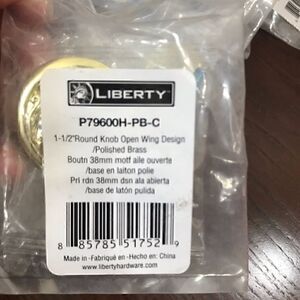 LIBERTY
P79600H-PB-C
1-1/2"Round Knob Open Wing Design
/Polished Brass
Boutn 38mm motf aile ouverte
/base en laiton polie
Pri rdn 38mm dsn ala abierta
/base de latón pulida
8 85785 51752 9
Made in -Fabriqué en -Hecho en: China
www.libertyhardware.com